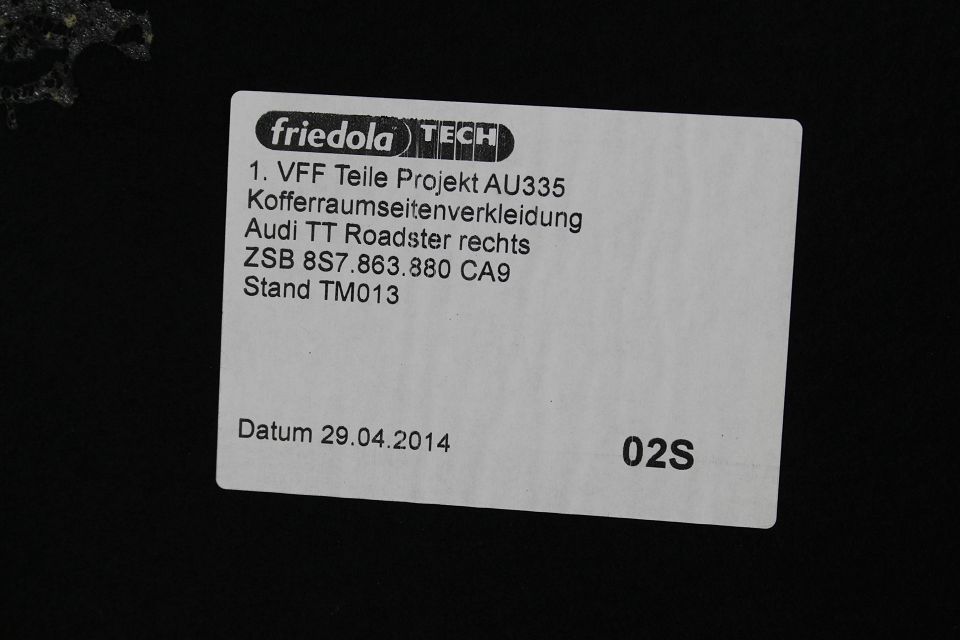 friedola TECH
1. VFF Teile Projekt AU335
Kofferraumseitenverkleidung
Audi TT Roadster rechts
ZSB 8S7.863.880 CA9
Stand TM013
Datum 29.04.2014
02S